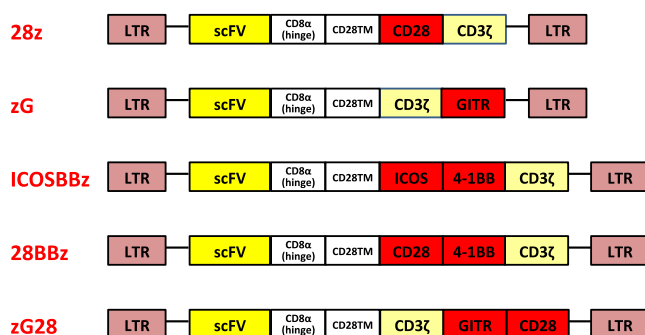 28z LTR scFV CD8α (hinge) CD28TM CD28 CD3ζ LTR
zG LTR scFV CD8α (hinge) CD28TM CD3ζ GITR LTR
ICOSBBz LTR scFV CD8α (hinge) CD28TM ICOS 4-1BB CD3ζ LTR
28BBz LTR scFV CD8α (hinge) CD28TM CD28 4-1BB CD3ζ LTR
zG28 LTR scFV CD8α (hinge) CD28TM CD3ζ GITR CD28 LTR